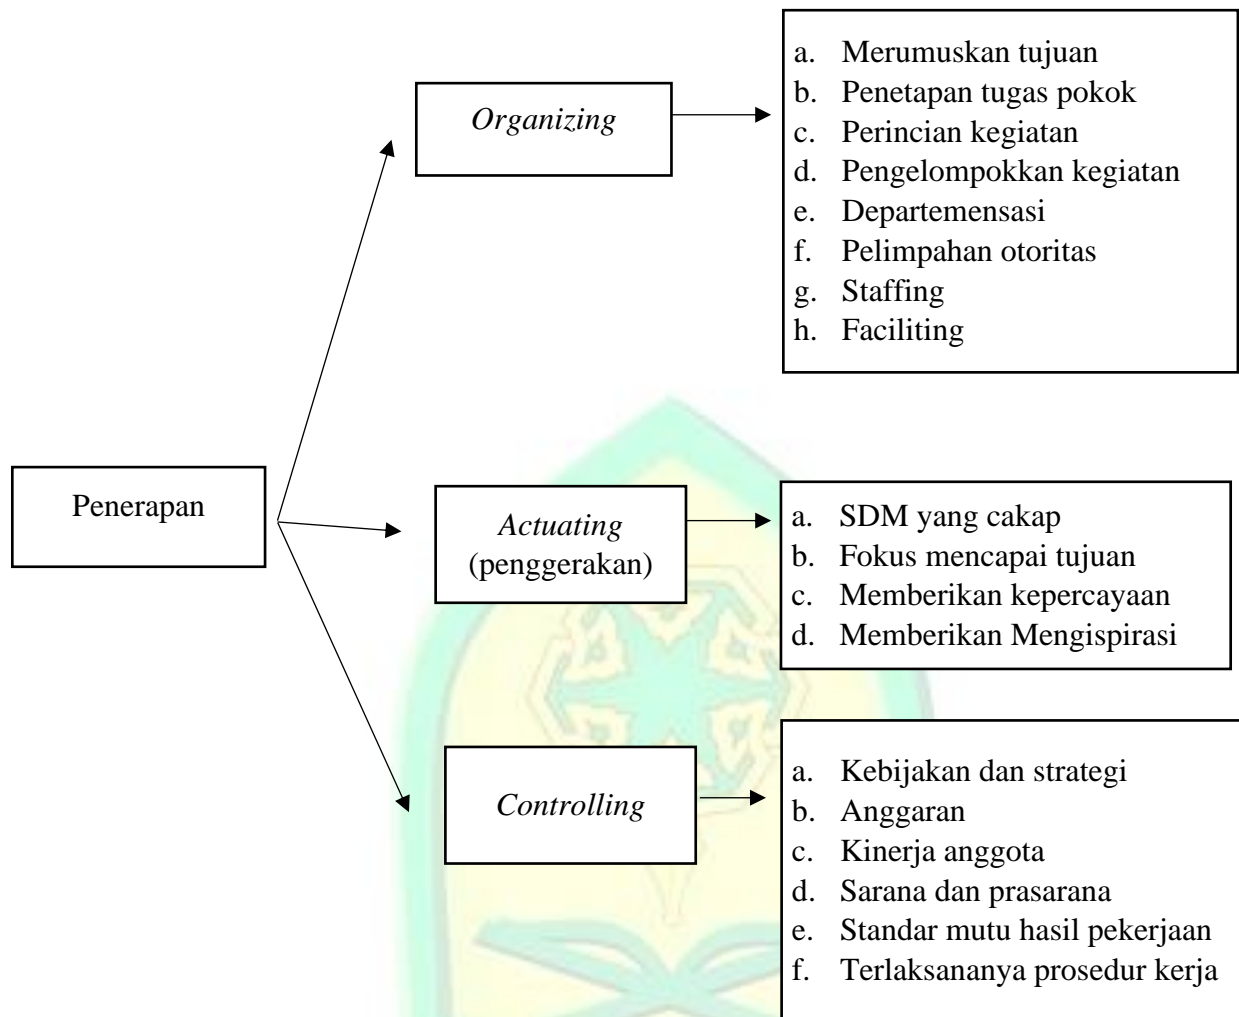 Organizing
a. Merumuskan tujuan
b. Penetapan tugas pokok
c. Perincian kegiatan
d. Pengelompokkan kegiatan
e. Departemensasi
f. Pelimpahan otoritas
g. Staffing
h. Faciliting
Penerapan
Actuating
(penggerakan)
a. SDM yang cakap
b. Fokus mencapai tujuan
c. Memberikan kepercayaan
d. Memberikan Mengispirasi
Controlling
a. Kebijakan dan strategi
b. Anggaran
c. Kinerja anggota
d. Sarana dan prasarana
e. Standar mutu hasil pekerjaan
f. Terlaksananya prosedur kerja